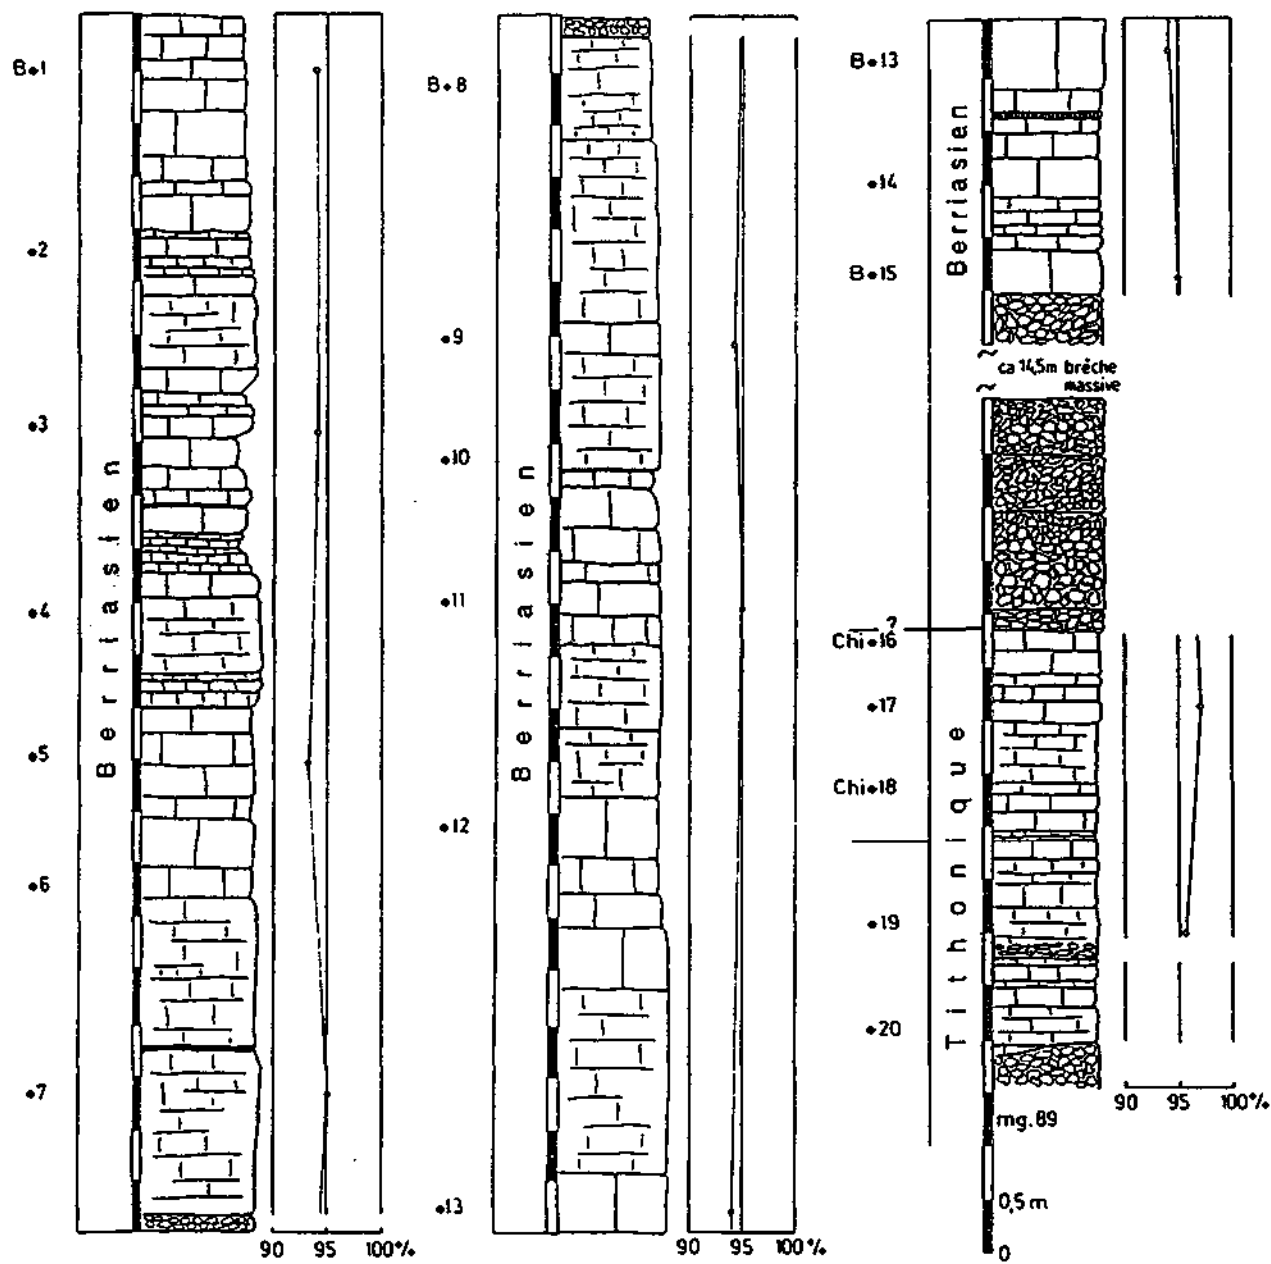 B•1
•2
•3
•4
•5
•6
•7
Berriasien
90 95 100%
B•8
•9
•10
•11
•12
•13
Berriasien
90 95 100%
B•13
•14
B•15
Berriasien
~
ca 14,5m brêche
massive
~
?
Chi•16
•17
Chi•18
•19
•20
Tithonique
90 95 100%
mg. 89
0,5 m
0